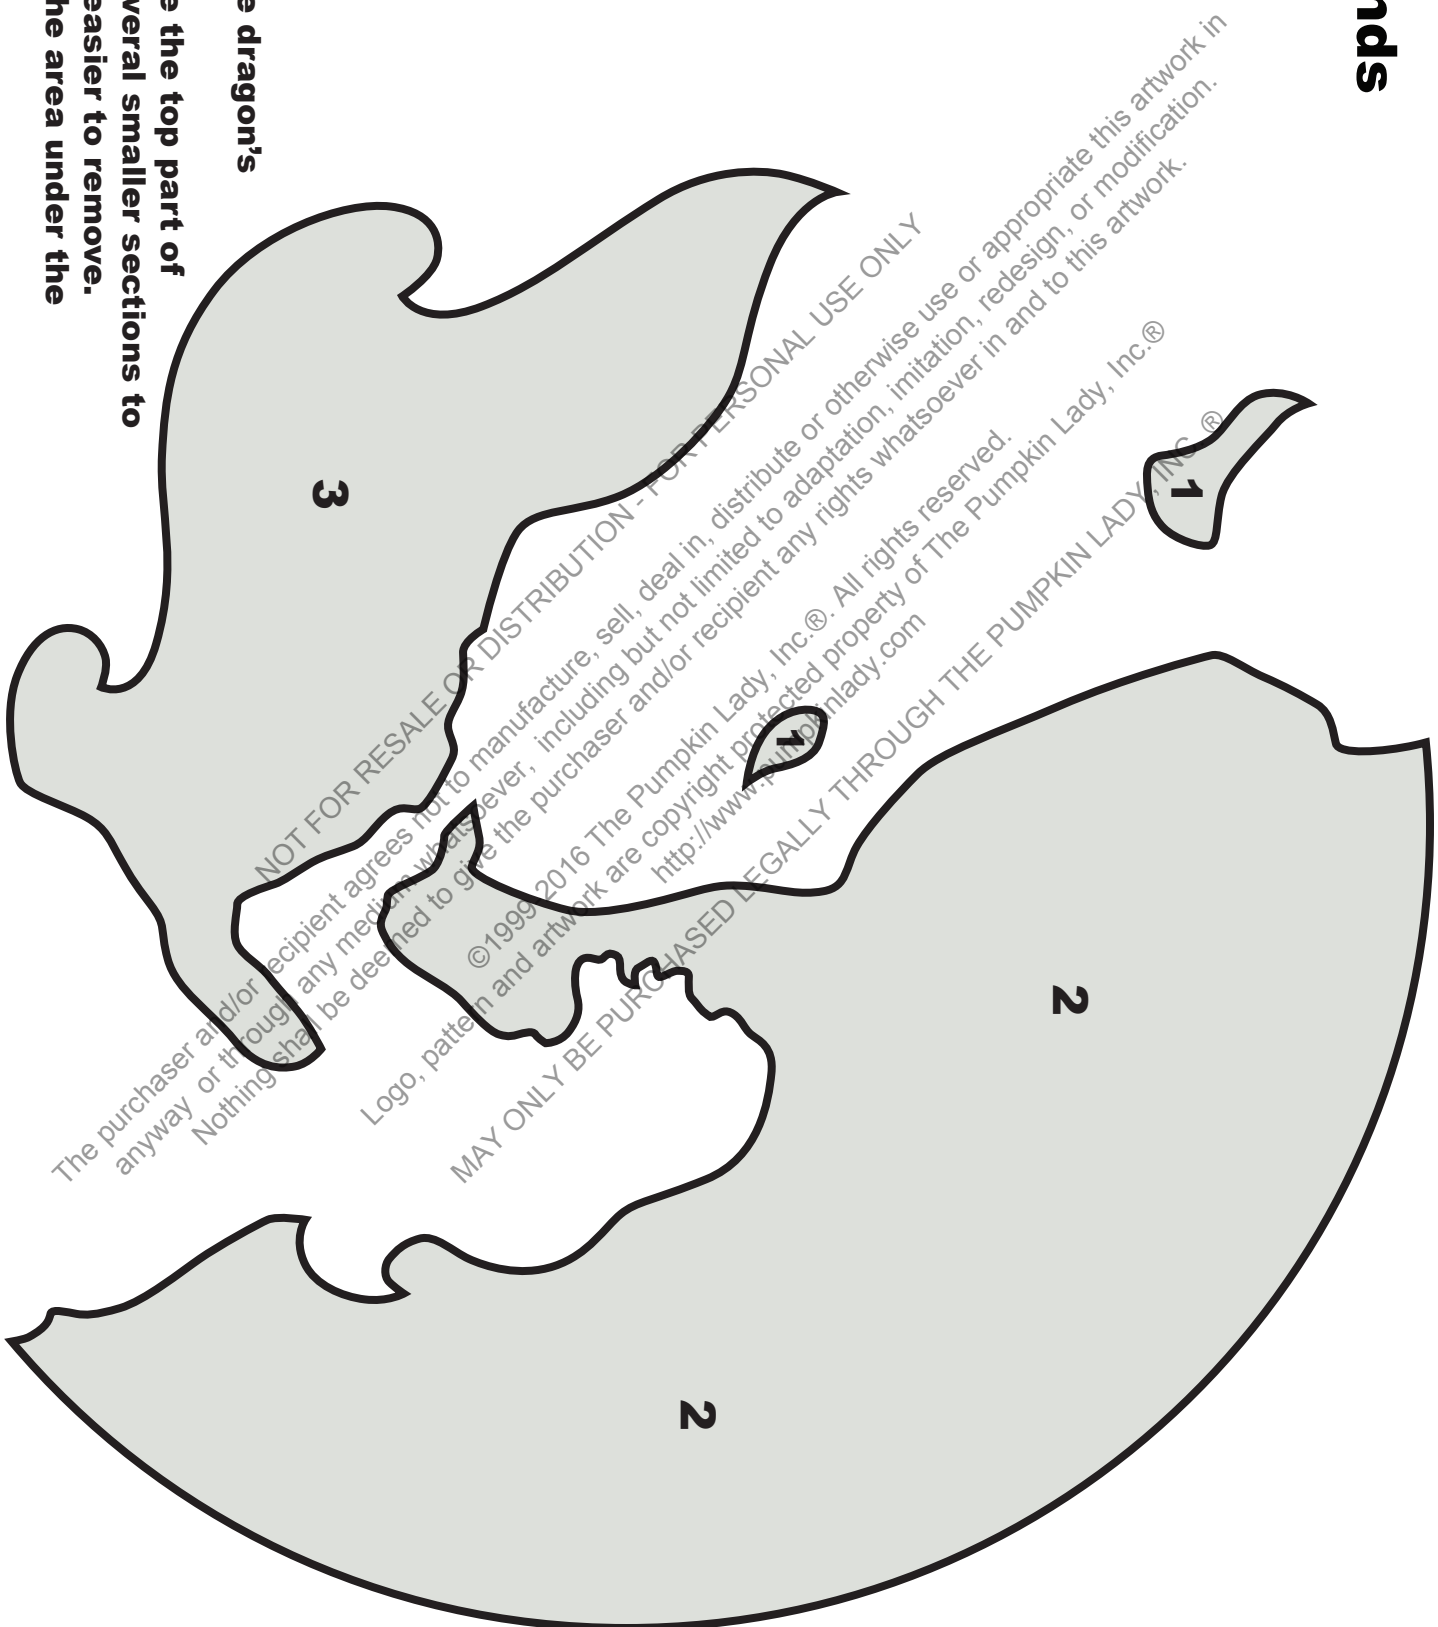 nds
e dragon's
e the top part of
veral smaller sections to
easier to remove.
he area under the
3
1
1
2
2
NOT FOR RESALE OR DISTRIBUTION - FOR PERSONAL USE ONLY
The purchaser and/or recipient agrees not to manufacture, sell, deal in, distribute or otherwise use or appropriate this artwork in
anyway or through any medium whatsoever, including but not limited to adaptation, imitation, redesign, or modification.
Nothing shall be deemed to give the purchaser and/or recipient any rights whatsoever in and to this artwork.
©1999-2016 The Pumpkin Lady, Inc.®. All rights reserved.
Logo, pattern and artwork are copyright protected property of The Pumpkin Lady, Inc.®
http://www.pumpkinlady.com
MAY ONLY BE PURCHASED LEGALLY THROUGH THE PUMPKIN LADY, INC. ®